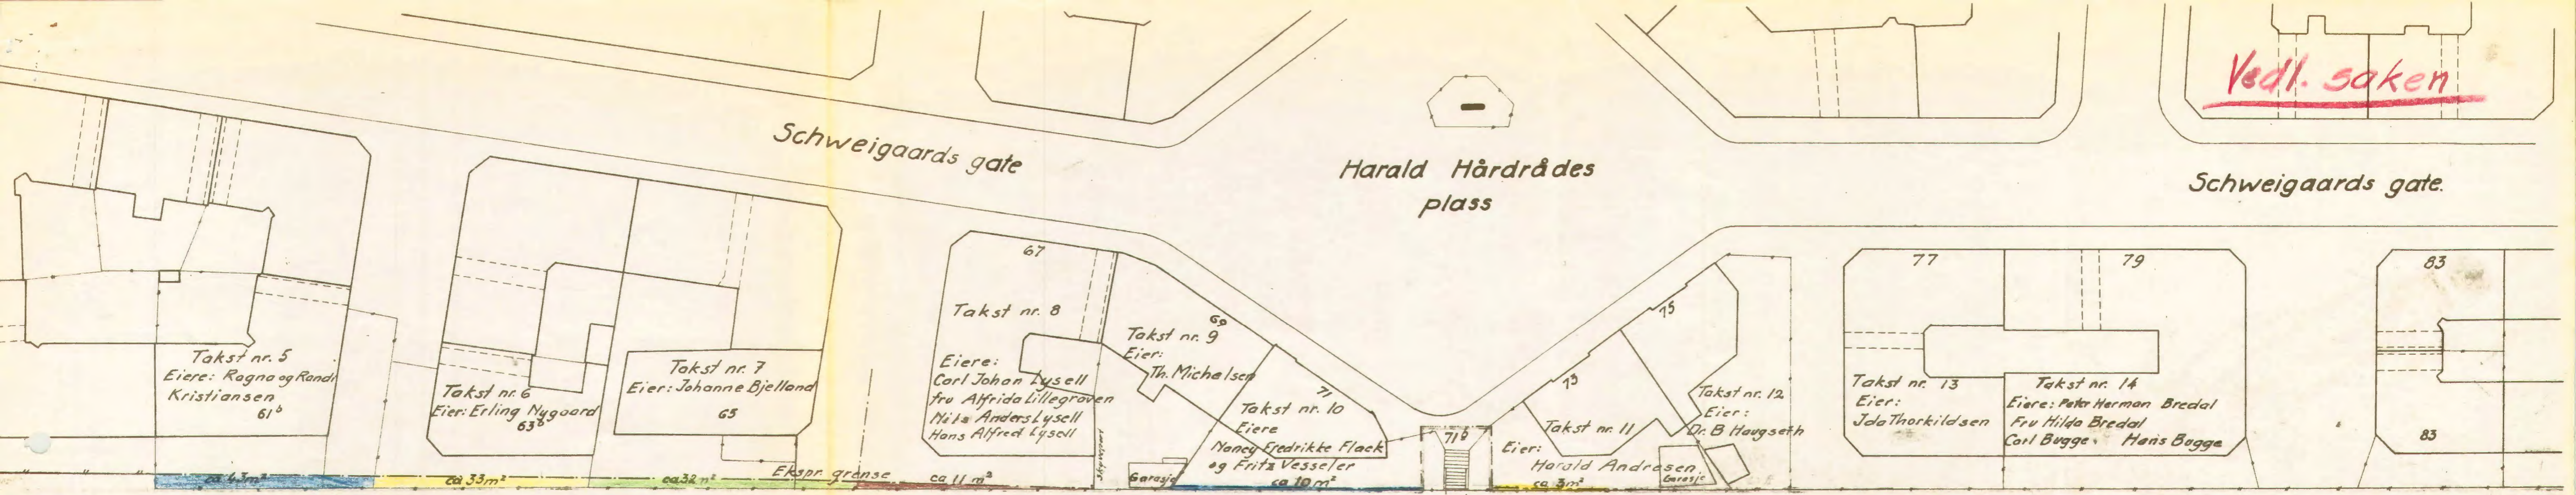 Vedl. saken
Schweigaards gate
Harald Hårdrådes
plass
Schweigaards gate.
Takst nr. 5
Eiere: Ragna og Randi
Kristiansen
61ᵇ
Takst nr. 6
Eier: Erling Nygaard
63ᵇ
Takst nr. 7
Eier: Johanne Bjelland
65
67
Takst nr. 8
Eiere:
Carl Johan Lysell
fru Alfrida Lillegraven
Nils Anders Lysell
Hans Alfred Lysell
69
Takst nr. 9
Eier:
Th. Michelsen
71
Takst nr. 10
Eiere
Nancy Fredrikke Flack
og Fritz Vesseler
Garasje
71ᵇ
73
Takst nr. 11
Eier:
Harald Andresen
Garasje
75
Takst nr. 12
Eier:
Dr. B Haugseth
77
Takst nr. 13
Eier:
Ida Thorkildsen
79
Takst nr. 14
Eiere: Peter Herman Bredal
Fru Hilda Bredal
Carl Bugge. Hans Bugge
83
83
ca 43m²
ca 33m²
ca 32m²
Ekspr. grense
ca 11 m²
ca 10 m²
ca 3m²